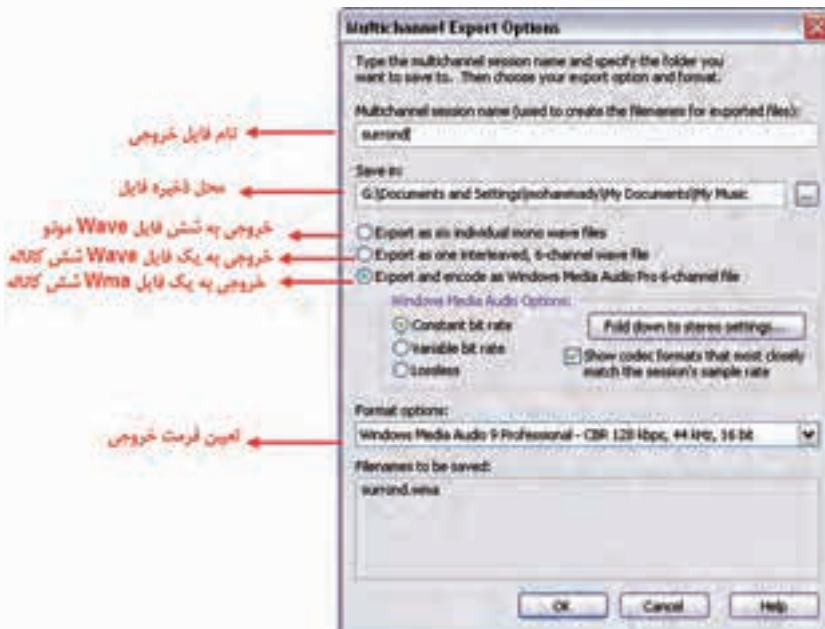 Multichannel Export Options
Type the multichannel session name and specify the folder you
want to save to. Then choose your export option and format.
Multichannel session name (used to create the filenames for exported files):
surrond
نام فایل خروجی
Save in:
G:\Documents and Settings\mohammady\My Documents\My Music
...
محل ذخیره فایل
Export as six individual mono wave files
خروجی به شش فایل Wave مونو
Export as one interleaved, 6-channel wave file
خروجی به یک فایل Wave شش کاناله
Export and encode as Windows Media Audio Pro 6-channel file
خروجی به یک فایل Wma شش کاناله
Windows Media Audio Options:
Constant bit rate
Variable bit rate
Lossless
Fold down to stereo settings...
Show codec formats that most closely
match the session's sample rate
Format options:
Windows Media Audio 9 Professional - CBR 128 kbps, 44 kHz, 16 bit
تعیین فرمت خروجی
Filenames to be saved:
surrond.wma
OK
Cancel
Help